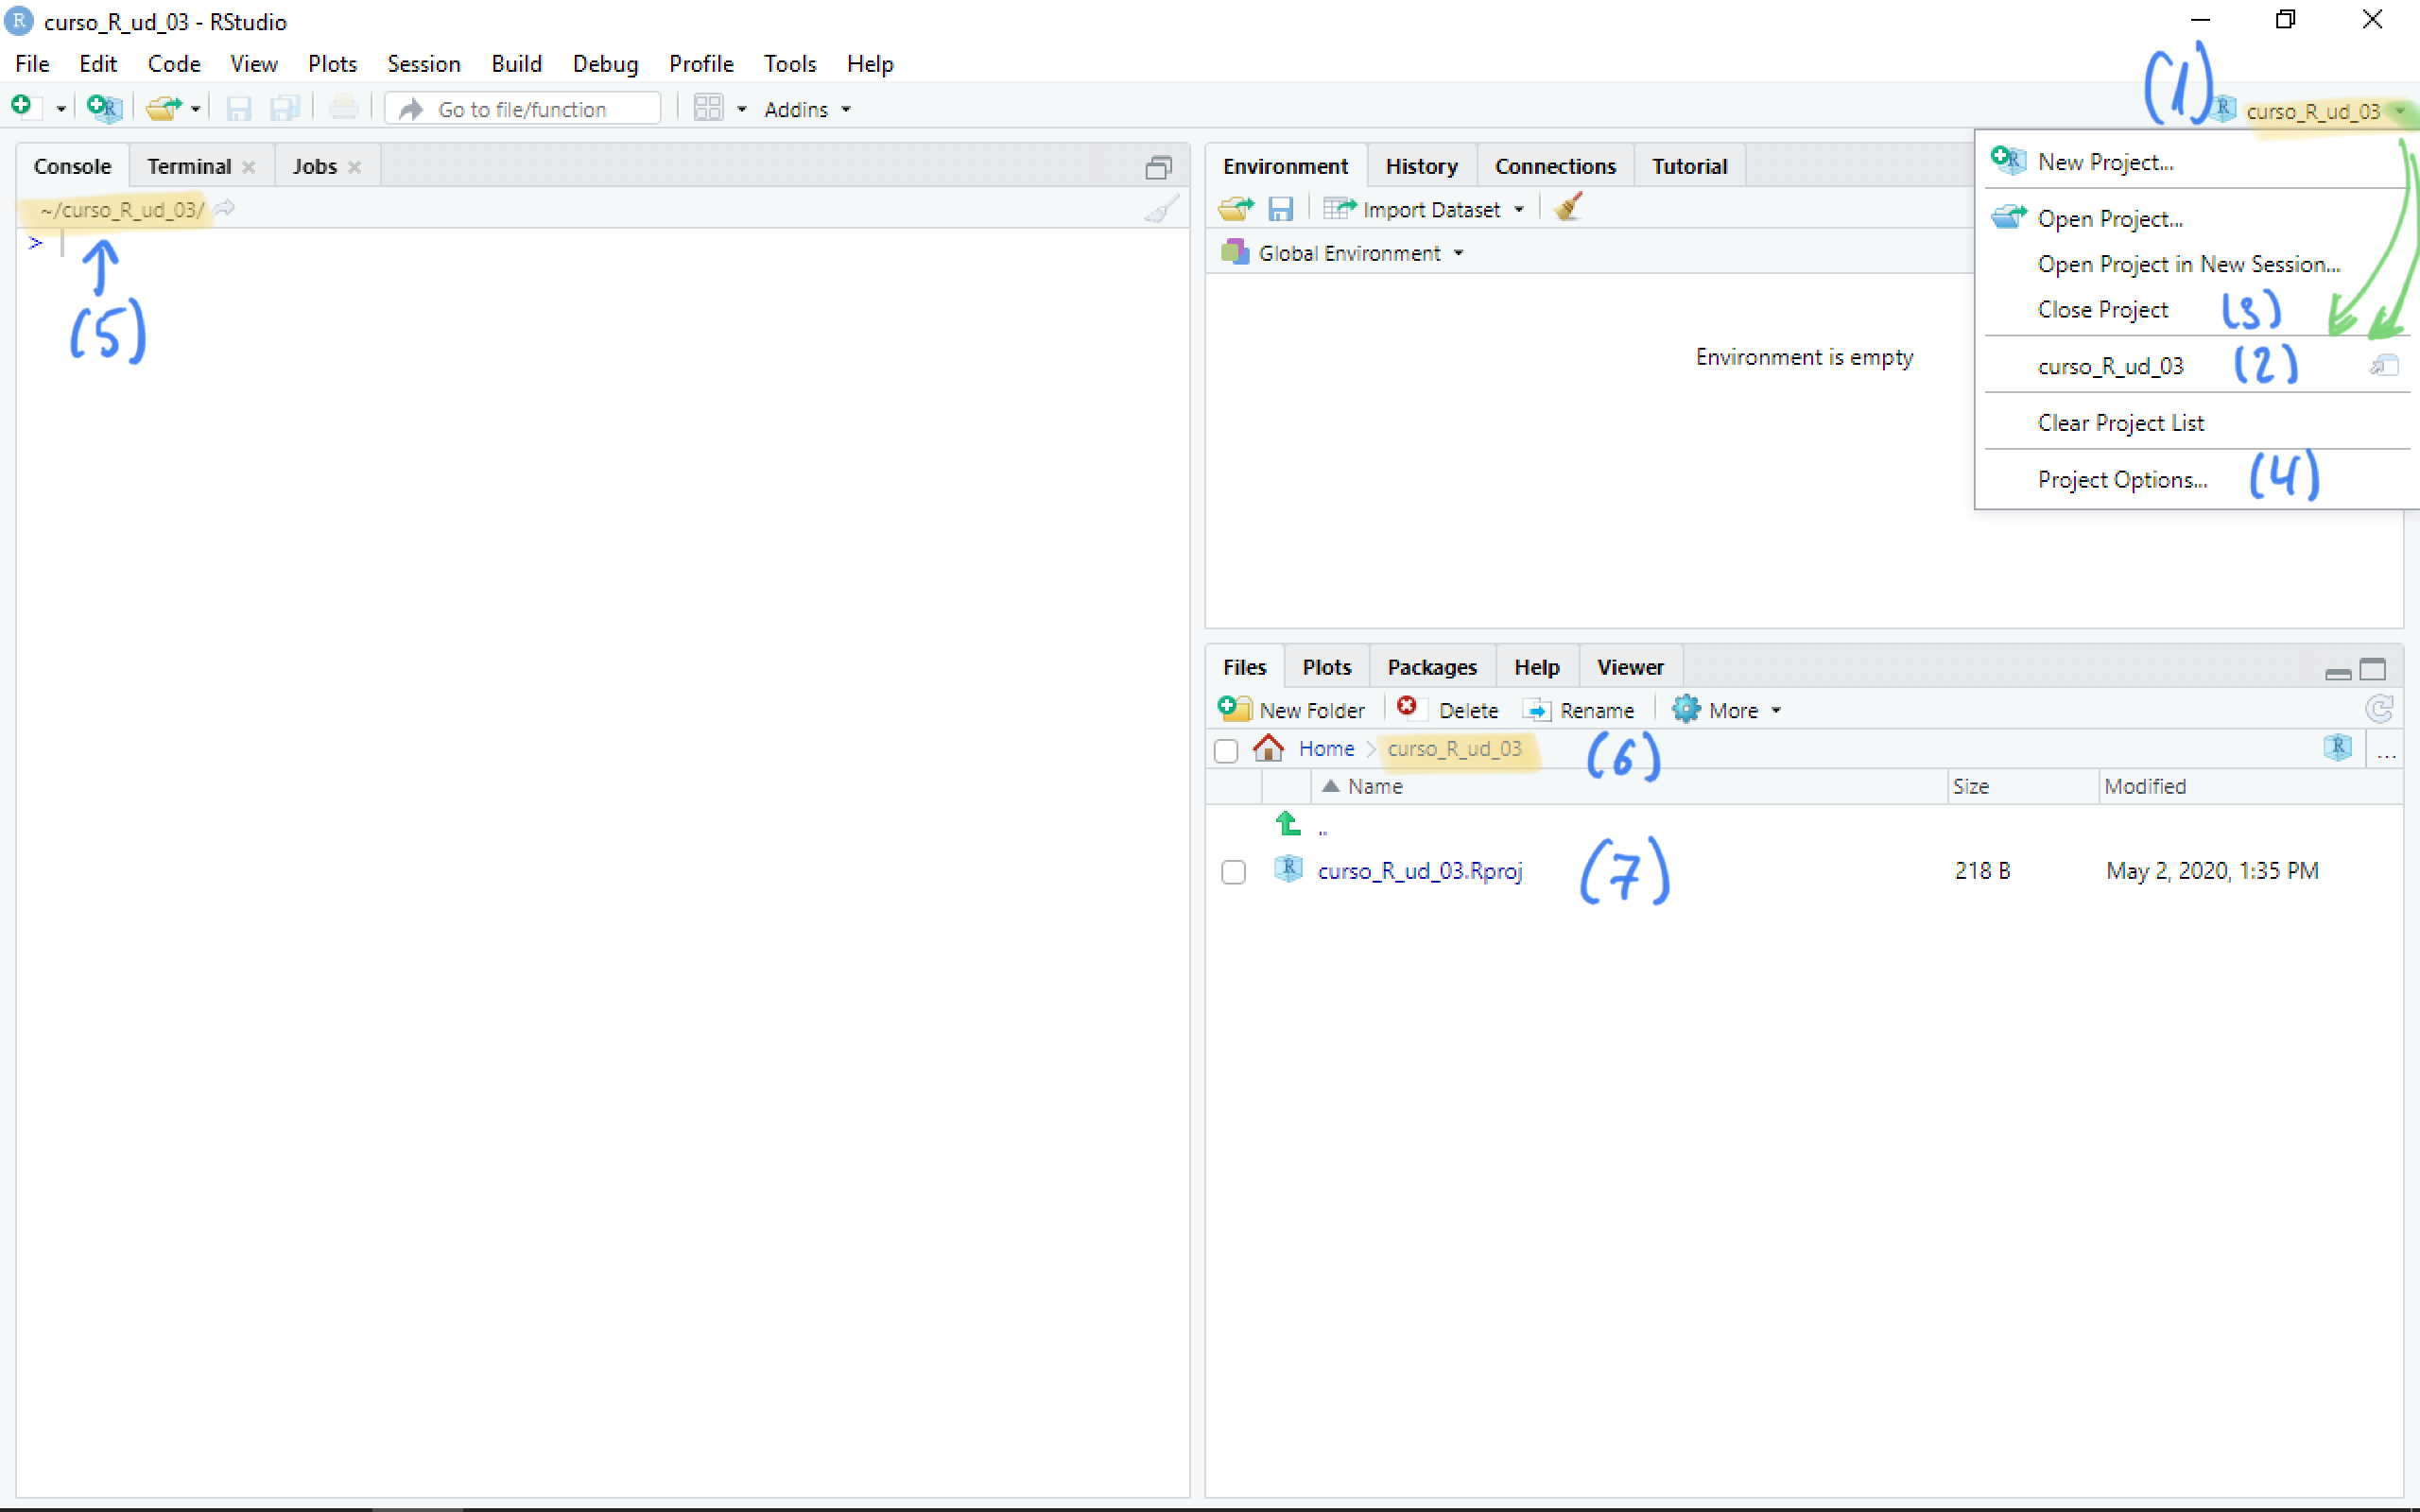 curso_R_ud_03 - RStudio
File Edit Code View Plots Session Build Debug Profile Tools Help
Go to file/function Addins (1) curso_R_ud_03
Console Terminal Jobs
~/curso_R_ud_03/
>
(5)
Environment History Connections Tutorial
Import Dataset
Global Environment
Environment is empty
New Project...
Open Project...
Open Project in New Session...
Close Project (3)
curso_R_ud_03 (2)
Clear Project List
Project Options... (4)
Files Plots Packages Help Viewer
New Folder Delete Rename More
Home curso_R_ud_03 (6) ...
Name Size Modified
..
curso_R_ud_03.Rproj (7) 218 B May 2, 2020, 1:35 PM